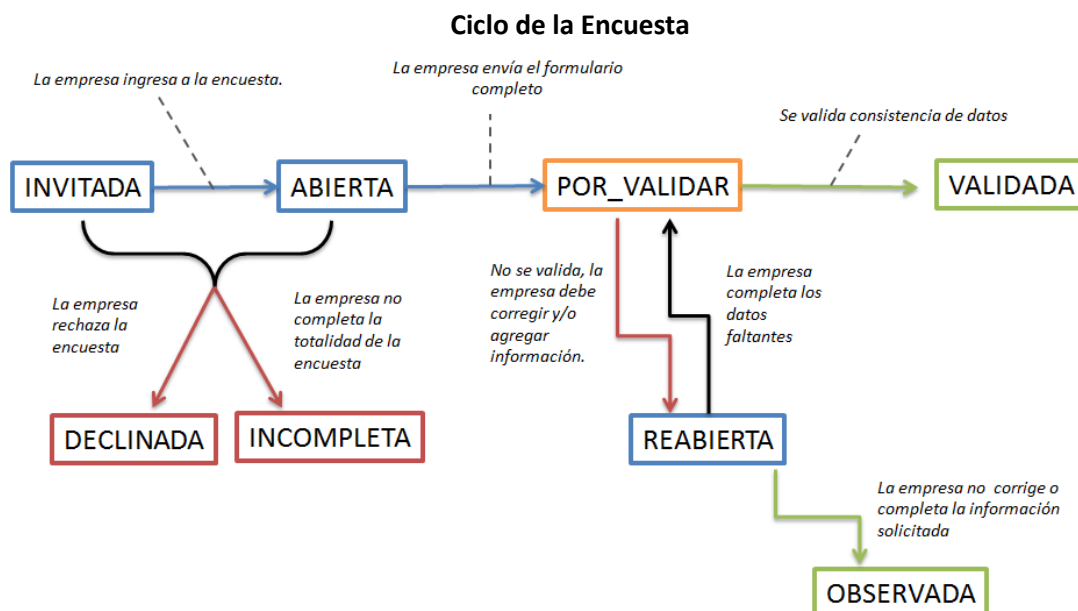 Ciclo de la Encuesta
La empresa ingresa a la encuesta.
La empresa envía el formulario
completo
Se valida consistencia de datos
INVITADA
ABIERTA
POR_VALIDAR
VALIDADA
La empresa
rechaza la
encuesta
La empresa no
completa la
totalidad de la
encuesta
No se valida, la
empresa debe
corregir y/o
agregar
información.
La empresa
completa los
datos
faltantes
DECLINADA
INCOMPLETA
REABIERTA
La empresa no corrige o
completa la información
solicitada
OBSERVADA